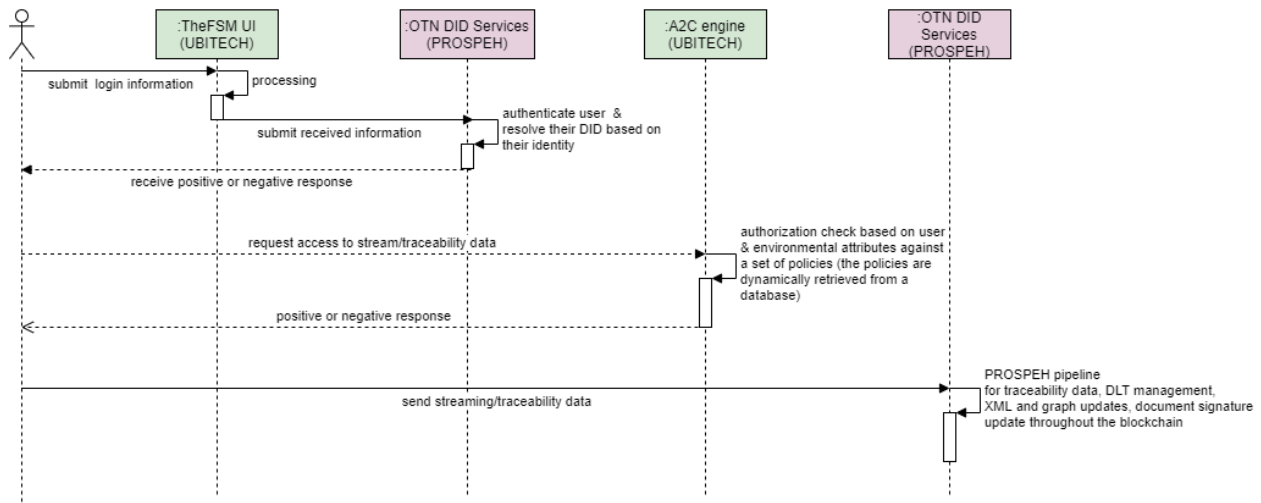 :TheFSM UI
(UBITECH)
:OTN DID Services
(PROSPEH)
:A2C engine
(UBITECH)
:OTN DID
Services
(PROSPEH)
submit login information
processing
submit received information
authenticate user &
resolve their DID based on
their identity
receive positive or negative response
request access to stream/traceability data
authorization check based on user
& environmental attributes against
a set of policies (the policies are
dynamically retrieved from a
database)
positive or negative response
send streaming/traceability data
PROSPEH pipeline
for traceability data, DLT management,
XML and graph updates, document signature
update throughout the blockchain